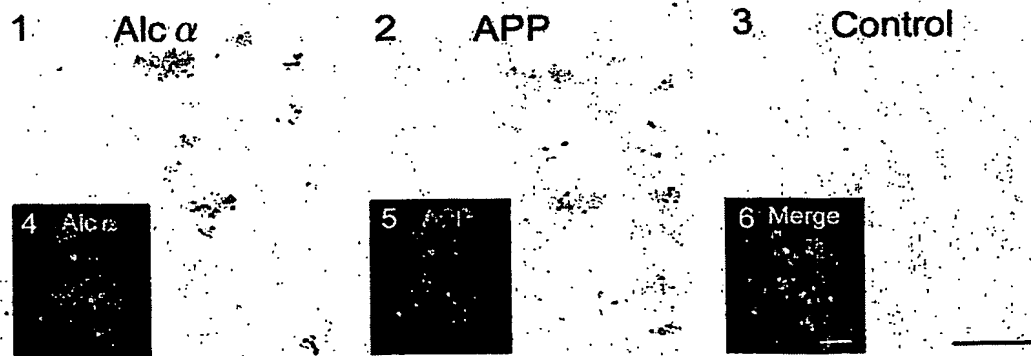 1 Alc α
2 APP
3 Control
4 Alc α
5 APP
6 Merge